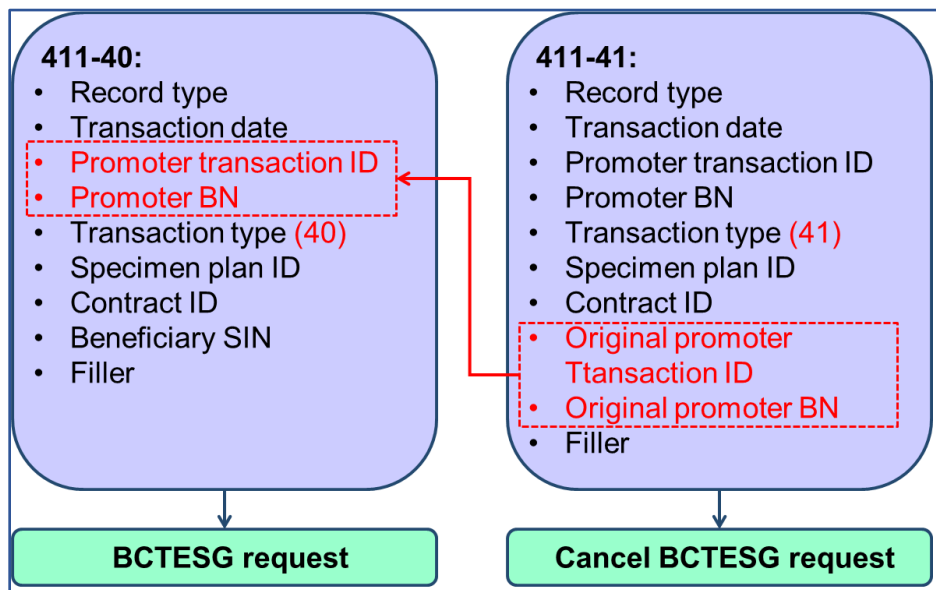 411-40:
• Record type
• Transaction date
• Promoter transaction ID
• Promoter BN
• Transaction type (40)
• Specimen plan ID
• Contract ID
• Beneficiary SIN
• Filler
BCTESG request
411-41:
• Record type
• Transaction date
• Promoter transaction ID
• Promoter BN
• Transaction type (41)
• Specimen plan ID
• Contract ID
• Original promoter
Ttansaction ID
• Original promoter BN
• Filler
Cancel BCTESG request